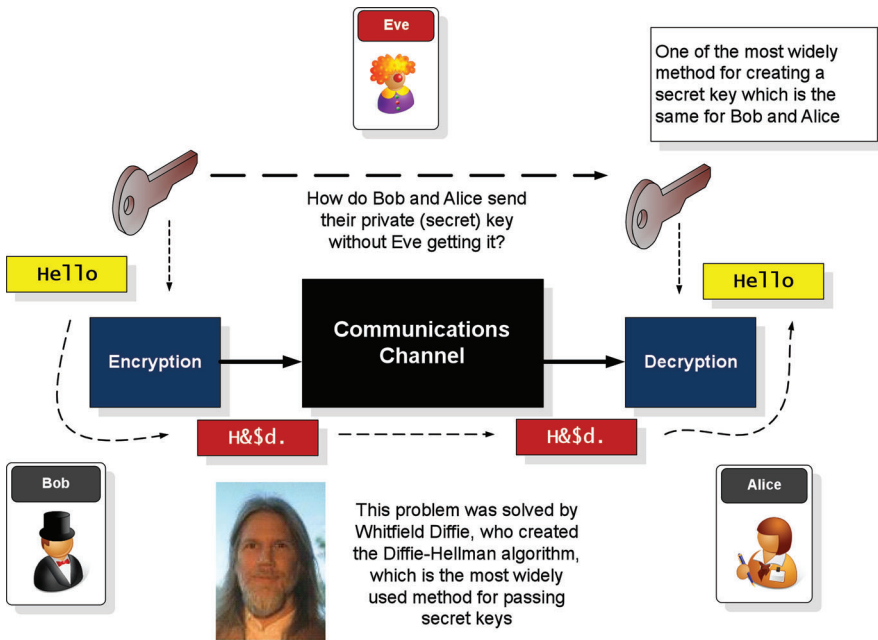 Eve
One of the most widely
method for creating a
secret key which is the
same for Bob and Alice
How do Bob and Alice send
their private (secret) key
without Eve getting it?
Hello
Hello
Encryption
Communications
Channel
Decryption
H&$d.
H&$d.
Bob
Alice
This problem was solved by
Whitfield Diffie, who created
the Diffie-Hellman algorithm,
which is the most widely
used method for passing
secret keys